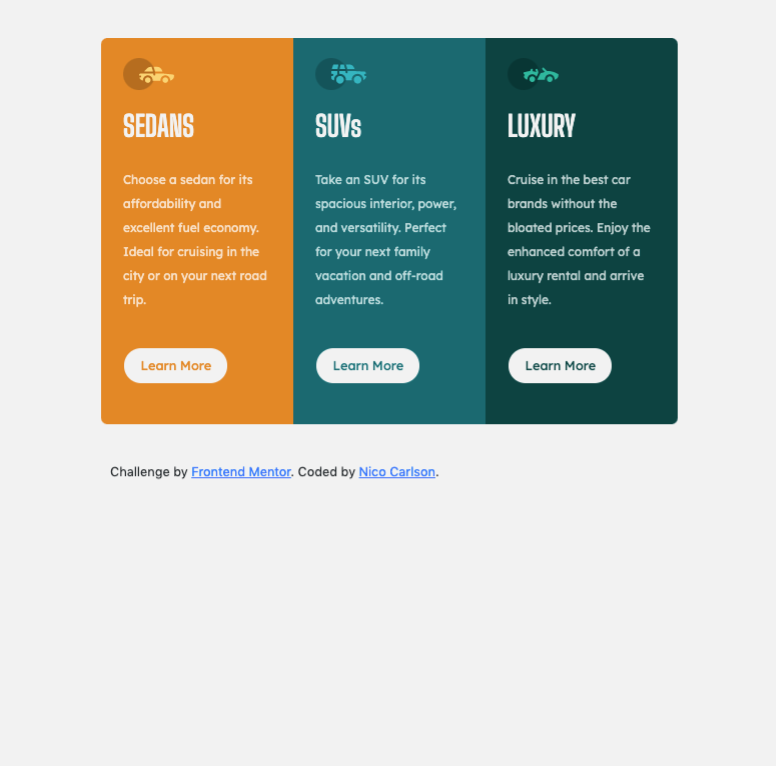 SEDANS
Choose a sedan for its
affordability and
excellent fuel economy.
Ideal for cruising in the
city or on your next road
trip.
Learn More
SUVs
Take an SUV for its
spacious interior, power,
and versatility. Perfect
for your next family
vacation and off-road
adventures.
Learn More
LUXURY
Cruise in the best car
brands without the
bloated prices. Enjoy the
enhanced comfort of a
luxury rental and arrive
in style.
Learn More
Challenge by Frontend Mentor. Coded by Nico Carlson.